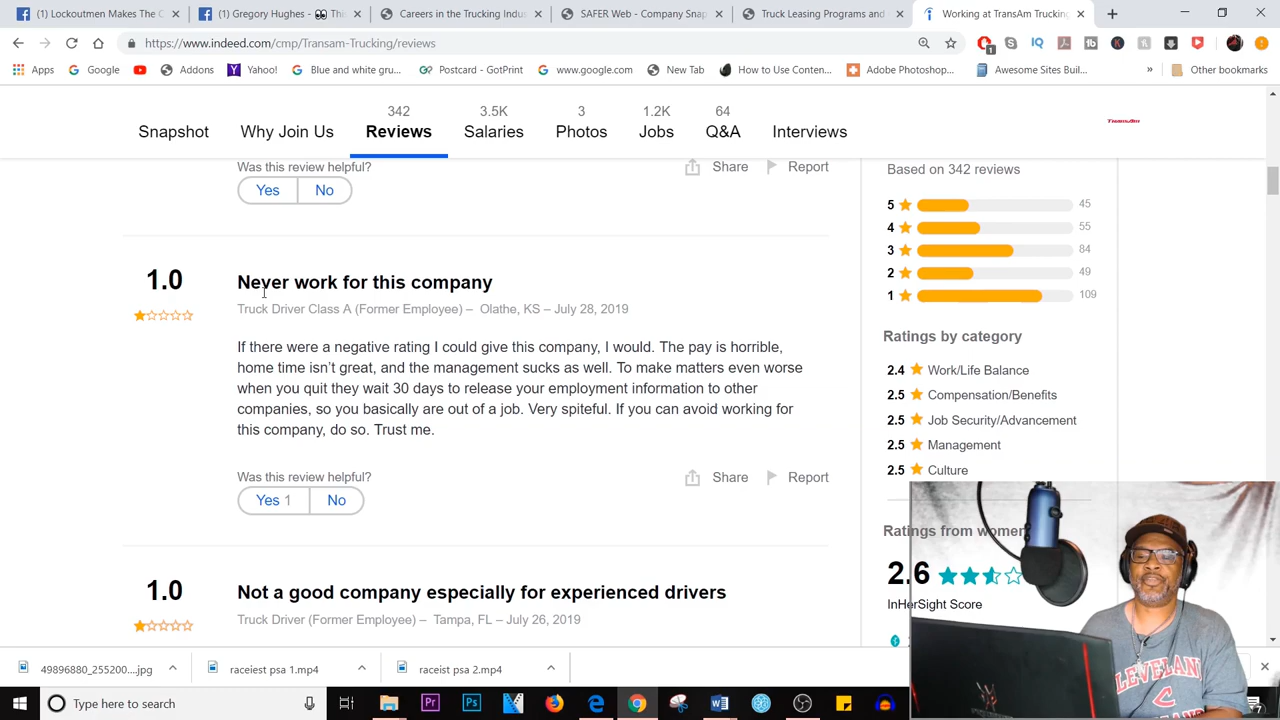 (1) Lockoutmen Makes The C
(1) Gregory Hughes - 👀 The
Careers in the Trucking Indus
SAFER Web - Company Snap
Truck Leasing Programs and
Working at TransAm Trucking
https://www.indeed.com/cmp/Transam-Trucking/reviews
1
Apps
Google
Addons
Yahoo!
Blue and white gru...
Postcard - GotPrint
www.google.com
New Tab
How to Use Conten...
Adobe Photoshop...
Awesome Sites Buil...
»
Other bookmarks
342
3.5K
3
1.2K
64
Snapshot
Why Join Us
Reviews
Salaries
Photos
Jobs
Q&A
Interviews
TRANSAM
Was this review helpful?
Share
Report
Yes
No
Based on 342 reviews
5 45
4 55
3 84
2 49
1 109
1.0
Never work for this company
Truck Driver Class A (Former Employee) – Olathe, KS – July 28, 2019
If there was a negative rating I could give this company, I would. The pay is horrible,
home time isn't great, and the management sucks as well. To make matters even worse
when you quit they wait 30 days to release your employment information to other
companies, so you basically are out of a job. Very spiteful. If you can avoid working for
this company, do so. Trust me.
Was this review helpful?
Share
Report
Yes 1
No
Ratings by category
2.4 Work/Life Balance
2.5 Compensation/Benefits
2.5 Job Security/Advancement
2.5 Management
2.5 Culture
Ratings from women
2.6
InHerSight Score
1.0
Not a good company especially for experienced drivers
Truck Driver (Former Employee) – Tampa, FL – July 26, 2019
CLEVELAND
49896880_255200....jpg
raceiest psa 1.mp4
raceist psa 2.mp4
Type here to search